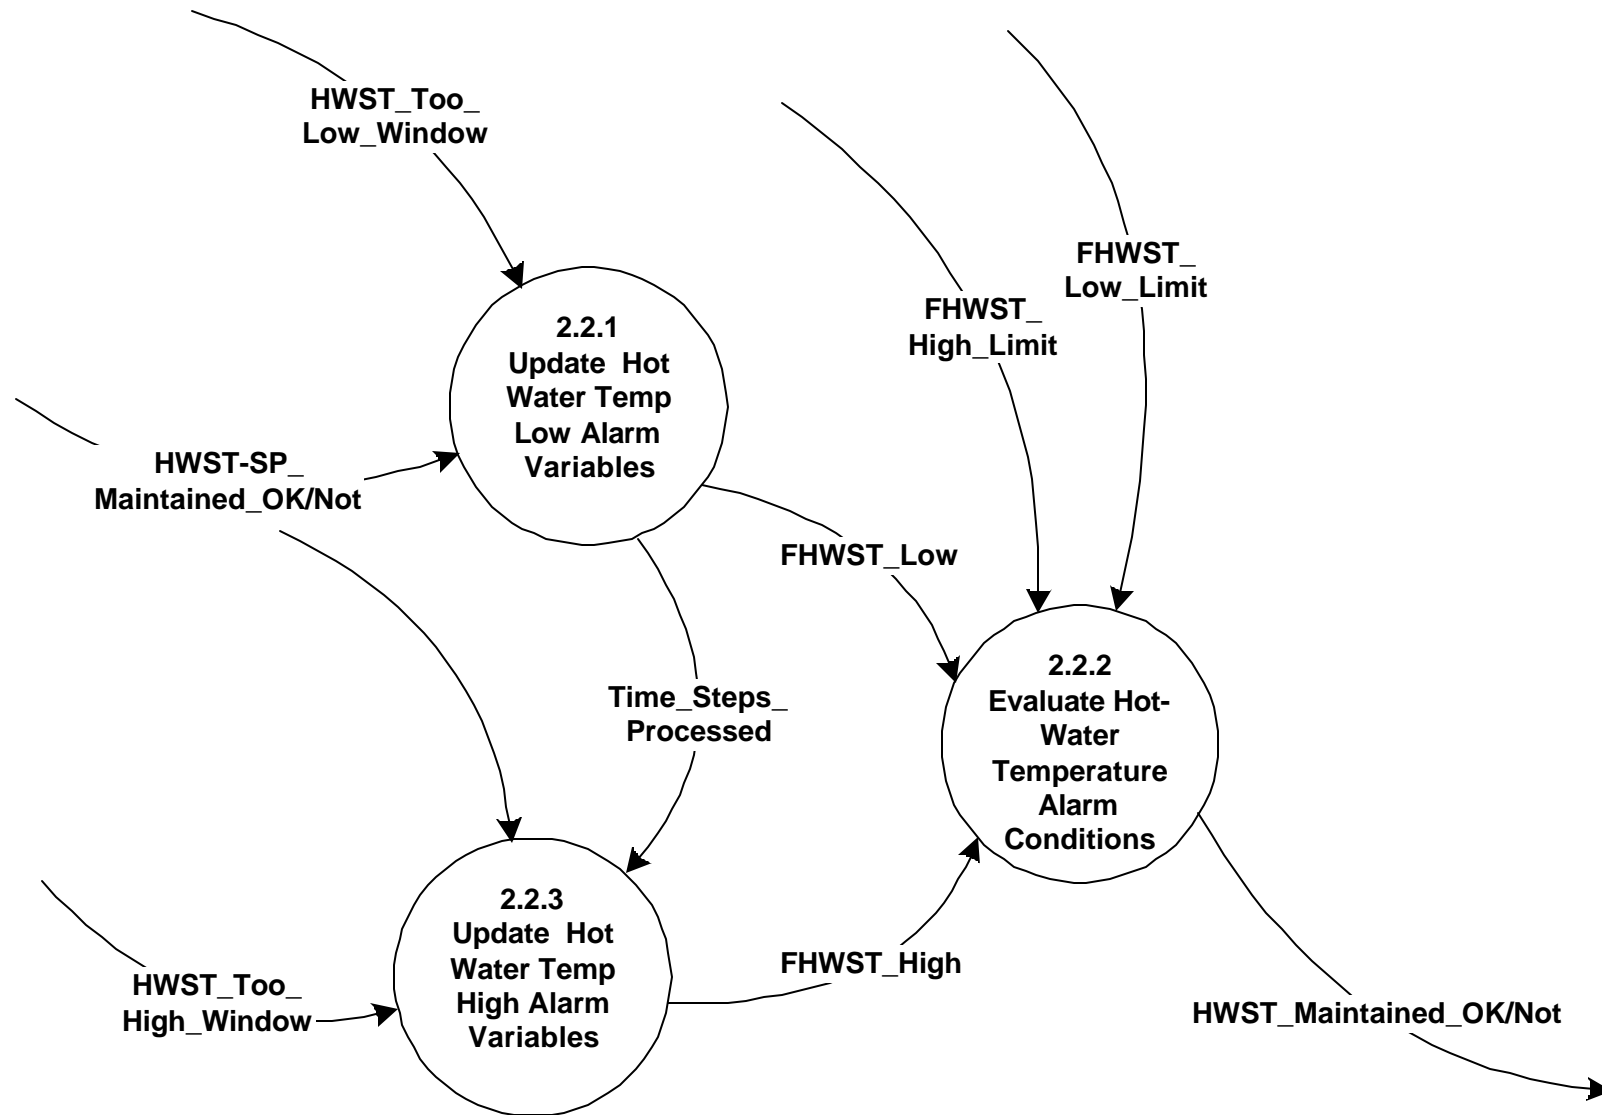 HWST_Too_
Low_Window
FHWST_
Low_Limit
FHWST_
High_Limit
2.2.1
Update Hot
Water Temp
Low Alarm
Variables
HWST-SP_
Maintained_OK/Not
FHWST_Low
Time_Steps_
Processed
2.2.2
Evaluate Hot-
Water
Temperature
Alarm
Conditions
2.2.3
Update Hot
Water Temp
High Alarm
Variables
FHWST_High
HWST_Too_
High_Window
HWST_Maintained_OK/Not